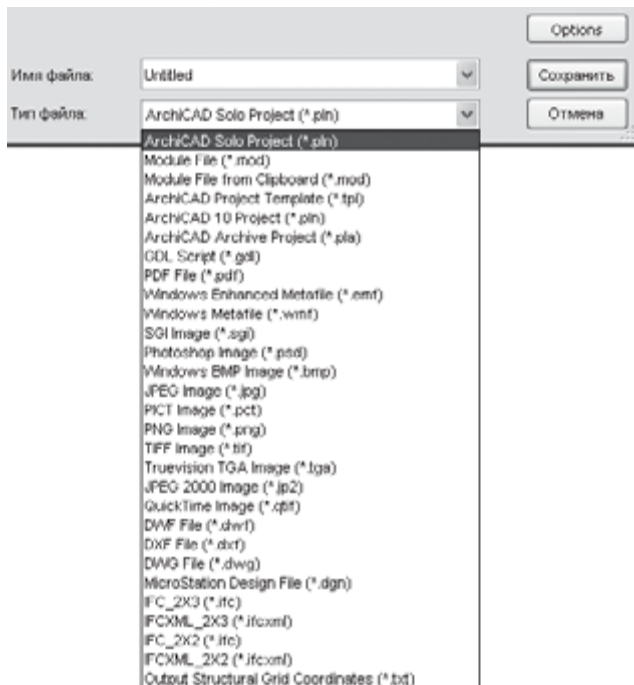 Options
Имя файла: Untitled Сохранить
Тип файла: ArchiCAD Solo Project (*.pln) Отмена
ArchiCAD Solo Project (*.pln)
Module File (*.mod)
Module File from Clipboard (*.mod)
ArchiCAD Project Template (*.tpl)
ArchiCAD 10 Project (*.pln)
ArchiCAD Archive Project (*.pla)
GDL Script (*.gdl)
PDF File (*.pdf)
Windows Enhanced Metafile (*.emf)
Windows Metafile (*.wmf)
SGI Image (*.sgi)
Photoshop Image (*.psd)
Windows BMP Image (*.bmp)
JPEG Image (*.jpg)
PICT Image (*.pct)
PNG Image (*.png)
TIFF Image (*.tif)
Truevision TGA Image (*.tga)
JPEG 2000 Image (*.jp2)
QuickTime Image (*.qtif)
DWF File (*.dwf)
DXF File (*.dxf)
DWG File (*.dwg)
MicroStation Design File (*.dgn)
IFC_2X3 (*.ifc)
IFCXML_2X3 (*.ifcxml)
IFC_2X2 (*.ifc)
IFCXML_2X2 (*.ifcxml)
Output Structural Grid Coordinates (*.txt)